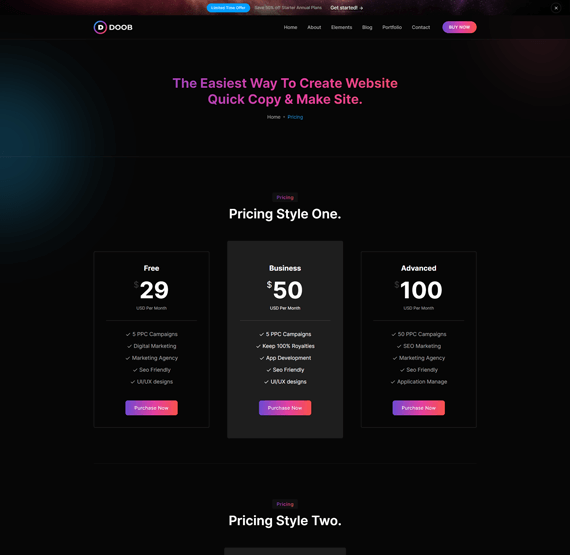 Limited Time Offer Save 50% off Starter Annual Plans Get started! →
DOOB Home About Elements Blog Portfolio Contact BUY NOW
The Easiest Way To Create Website
Quick Copy & Make Site.
Home • Pricing
Pricing
Pricing Style One.
Free
$29
USD Per Month
✓ 5 PPC Campaigns
✓ Digital Marketing
✓ Marketing Agency
✓ Seo Friendly
✓ UI/UX designs
Purchase Now
Business
$50
USD Per Month
✓ 5 PPC Campaigns
✓ Keep 100% Royalties
✓ App Development
✓ Seo Friendly
✓ UI/UX designs
Purchase Now
Advanced
$100
USD Per Month
✓ 50 PPC Campaigns
✓ SEO Marketing
✓ Marketing Agency
✓ Seo Friendly
✓ Application Manage
Purchase Now
Pricing
Pricing Style Two.